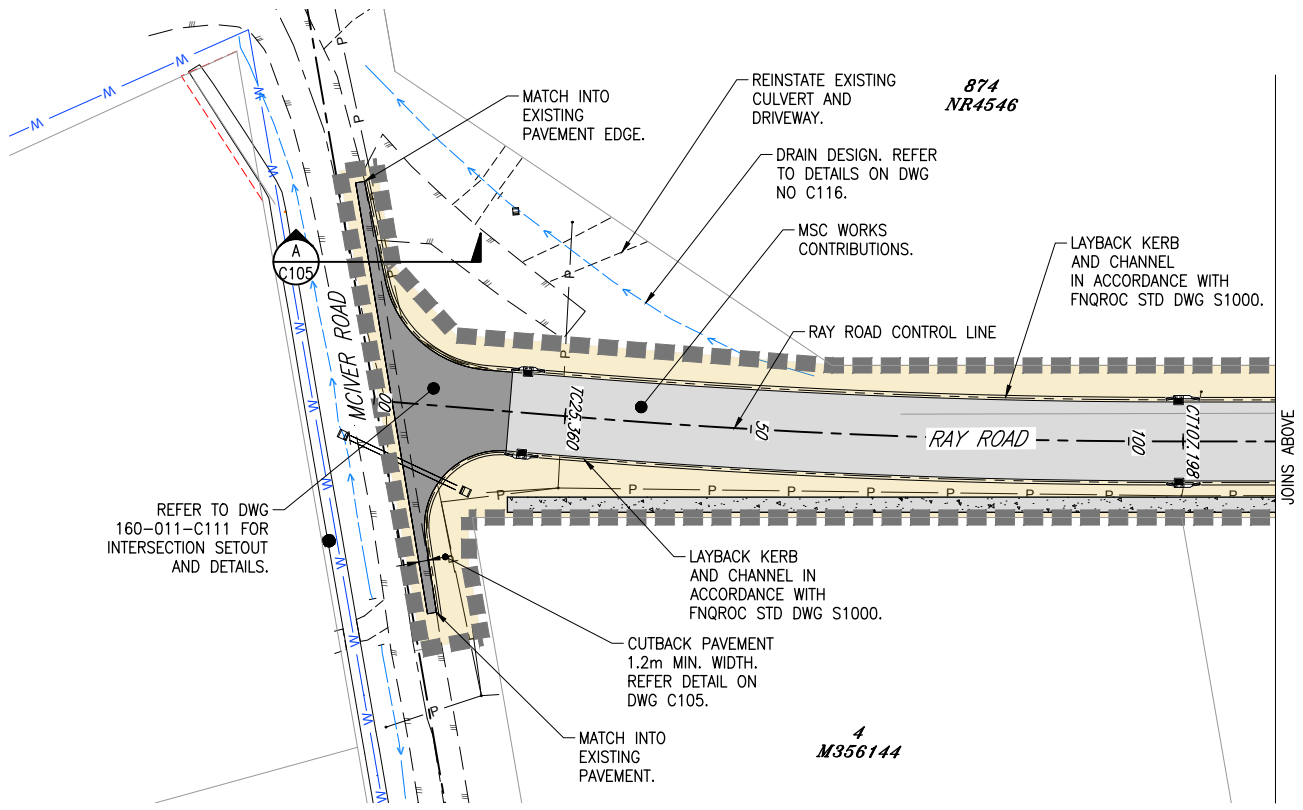 874
NR4546
REINSTATE EXISTING
CULVERT AND
DRIVEWAY.
MATCH INTO
EXISTING
PAVEMENT EDGE.
DRAIN DESIGN. REFER
TO DETAILS ON DWG
NO C116.
MSC WORKS
CONTRIBUTIONS.
LAYBACK KERB
AND CHANNEL
IN ACCORDANCE WITH
FNQROC STD DWG S1000.
RAY ROAD CONTROL LINE
A
C105
MCIVER ROAD
00
TC25.360
50
RAY ROAD
100
CT107.198
JOINS ABOVE
REFER TO DWG
160-011-C111 FOR
INTERSECTION SETOUT
AND DETAILS.
LAYBACK KERB
AND CHANNEL IN
ACCORDANCE WITH
FNQROC STD DWG S1000.
CUTBACK PAVEMENT
1.2m MIN. WIDTH.
REFER DETAIL ON
DWG C105.
MATCH INTO
EXISTING
PAVEMENT.
4
M356144
W
W
W
W
W
W
W
W
W
W
W
P
P
P
P
P
P
P
P
P
P
P
P
P
P